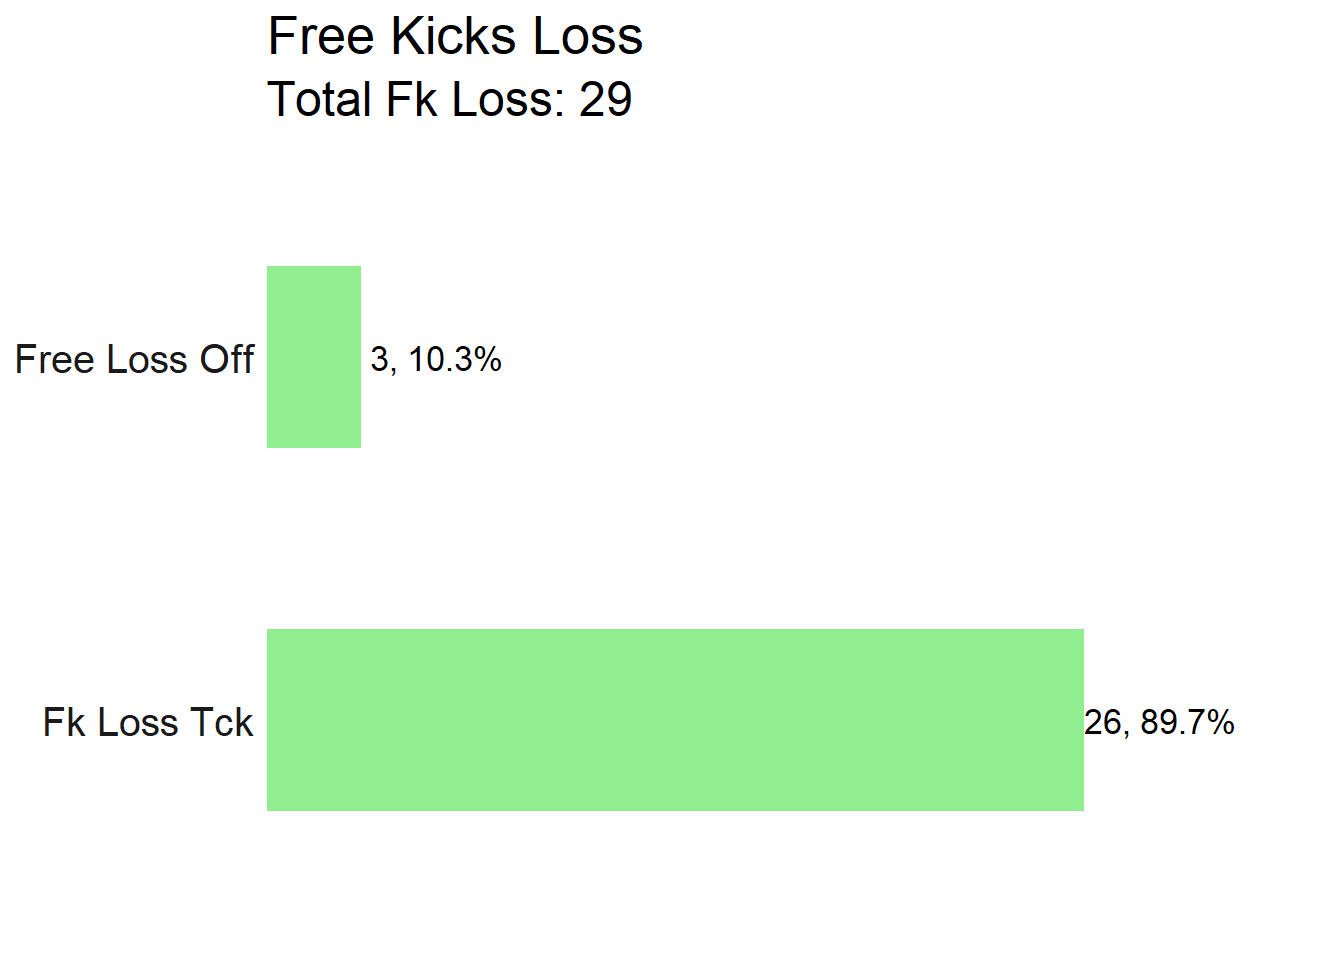 Free Kicks Loss
Total Fk Loss: 29
Free Loss Off
3, 10.3%
Fk Loss Tck
26, 89.7%